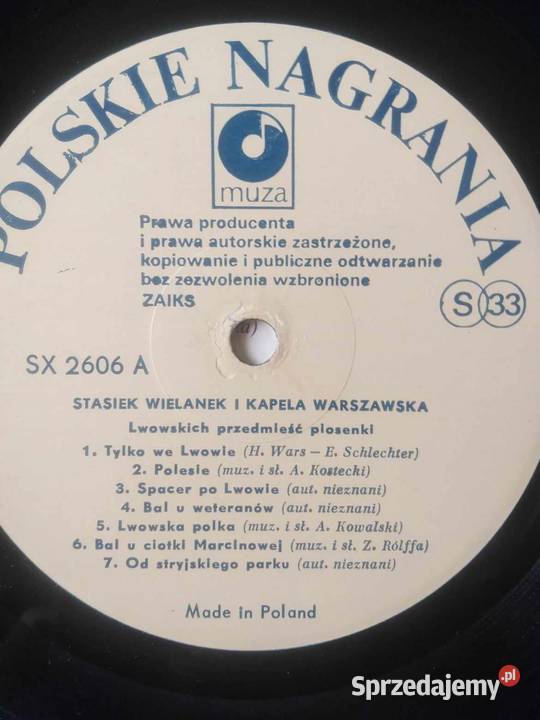 POLSKIE NAGRANIA
muza
Prawa producenta
i prawa autorskie zastrzeżone,
kopiowanie i publiczne odtwarzanie
bez zezwolenia wzbronione
ZAIKS
S 33
SX 2606 A
STASIEK WIELANEK I KAPELA WARSZAWSKA
Lwowskich przedmieść piosenki
1. Tylko we Lwowie (H. Wars – E. Schlechter)
2. Polesie (muz. i sł. A. Kostecki)
3. Spacer po Lwowie (aut. nieznani)
4. Bal u weteranów (aut. nieznani)
5. Lwowska polka (muz. i sł. A. Kowalski)
6. Bal u ciotki Marcinowej (muz. i sł. Z. Rólffa)
7. Od stryjskiego parku (aut. nieznani)
Made in Poland
Sprzedajemy.pl